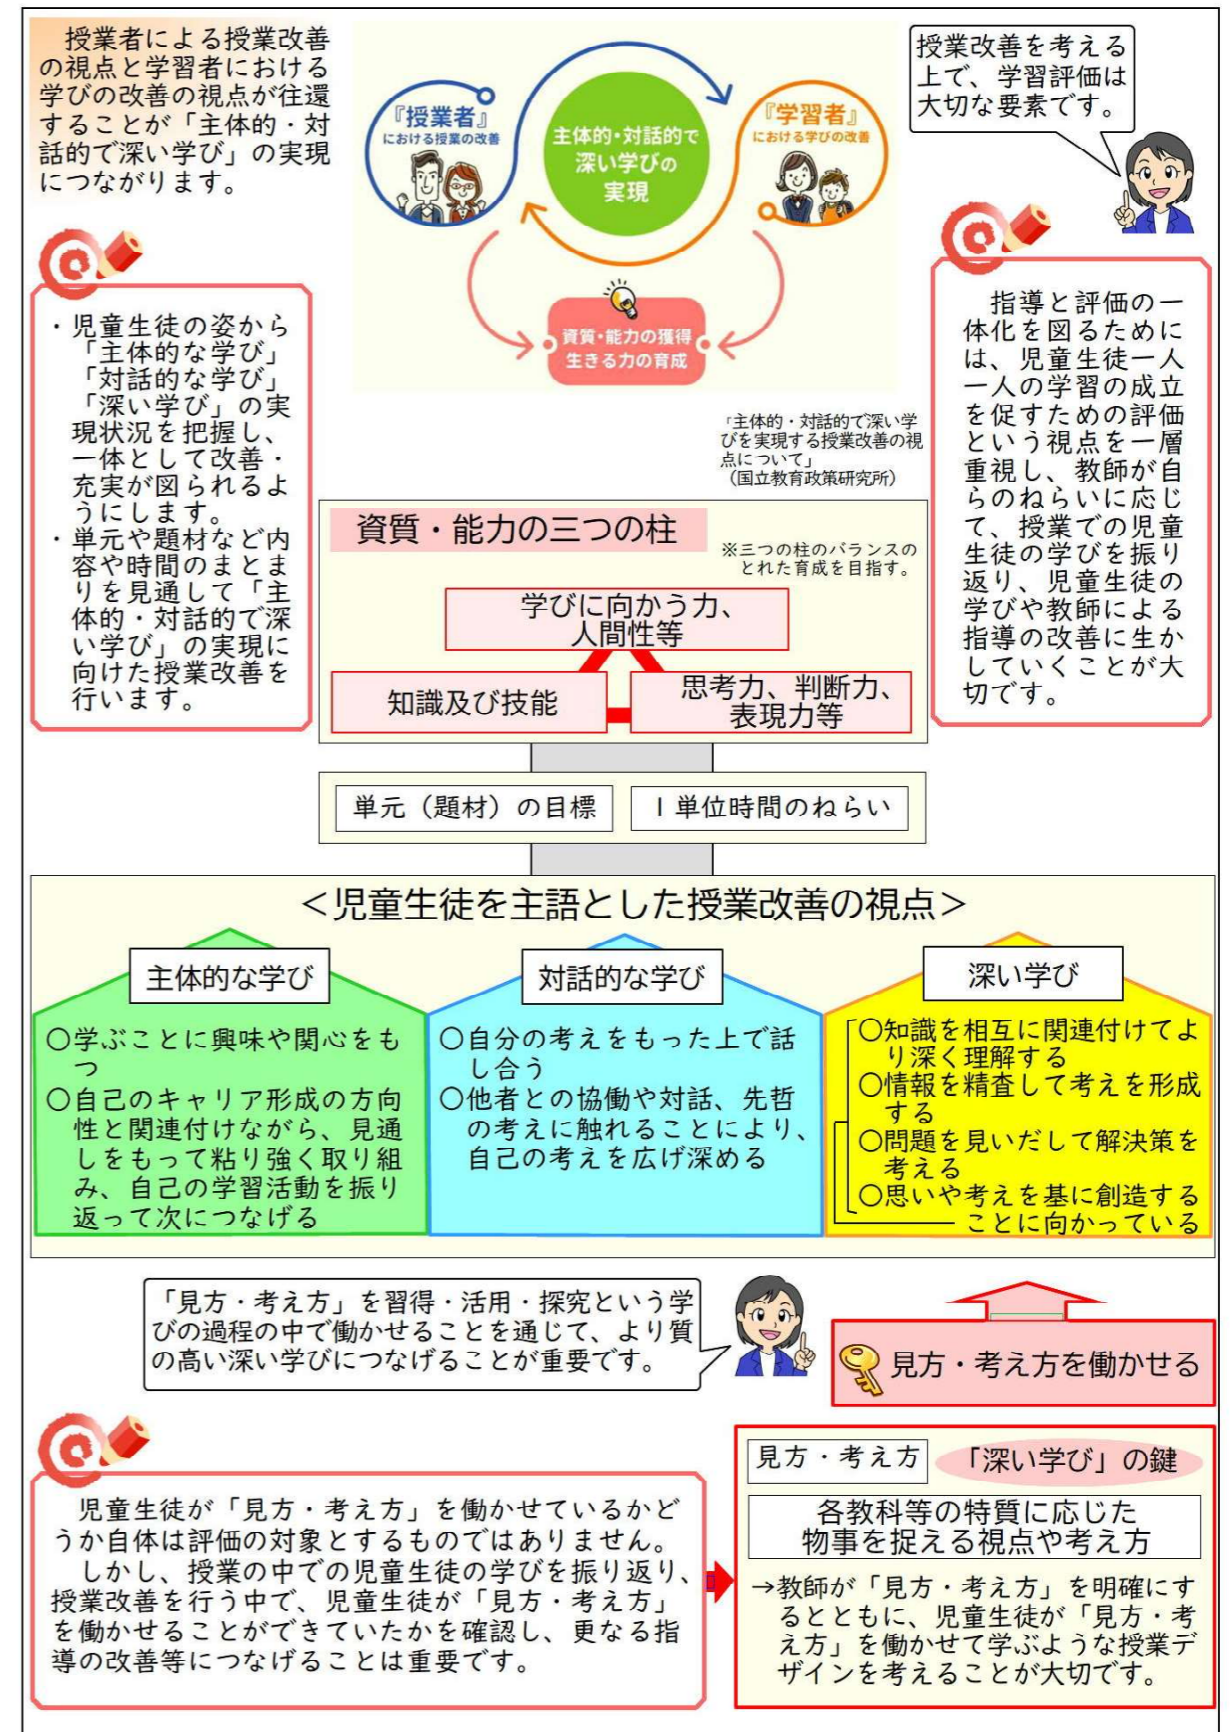 授業者による授業改善
の視点と学習者における
学びの改善の視点が往還
することが「主体的・対
話的で深い学び」の実現
につながります。
『授業者』
における授業の改善
主体的・対話的で
深い学びの
実現
『学習者』
における学びの改善
資質・能力の獲得
生きる力の育成
授業改善を考える
上で、学習評価は
大切な要素です。
・児童生徒の姿から
「主体的な学び」
「対話的な学び」
「深い学び」の実
現状況を把握し、
一体として改善・
充実が図られるよ
うにします。
・単元や題材など内
容や時間のまとま
りを見通して「主
体的・対話的で深
い学び」の実現に
向けた授業改善を
行います。
「主体的・対話的で深い学
びを実現する授業改善の視
点について」
（国立教育政策研究所）
指導と評価の一
体化を図るために
は、児童生徒一人
一人の学習の成立
を促すための評価
という視点を一層
重視し、教師が自
らのねらいに応じ
て、授業での児童
生徒の学びを振り
返り、児童生徒の
学びや教師による
指導の改善に生か
していくことが大
切です。
資質・能力の三つの柱
※三つの柱のバランスの
とれた育成を目指す。
学びに向かう力、
人間性等
知識及び技能
思考力、判断力、
表現力等
単元（題材）の目標
１単位時間のねらい
＜児童生徒を主語とした授業改善の視点＞
主体的な学び
○学ぶことに興味や関心をも
つ
○自己のキャリア形成の方向
性と関連付けながら、見通
しをもって粘り強く取り組
み、自己の学習活動を振り
返って次につなげる
対話的な学び
○自分の考えをもった上で話
し合う
○他者との協働や対話、先哲
の考えに触れることにより、
自己の考えを広げ深める
深い学び
○知識を相互に関連付けてよ
り深く理解する
○情報を精査して考えを形成
する
○問題を見いだして解決策を
考える
○思いや考えを基に創造する
ことに向かっている
「見方・考え方」を習得・活用・探究という学
びの過程の中で働かせることを通じて、より質
の高い深い学びにつなげることが重要です。
見方・考え方を働かせる
児童生徒が「見方・考え方」を働かせているかど
うか自体は評価の対象とするものではありません。
しかし、授業の中での児童生徒の学びを振り返り、
授業改善を行う中で、児童生徒が「見方・考え方」
を働かせることができていたかを確認し、更なる指
導の改善等につなげることは重要です。
見方・考え方
「深い学び」の鍵
各教科等の特質に応じた
物事を捉える視点や考え方
→教師が「見方・考え方」を明確にす
るとともに、児童生徒が「見方・考
え方」を働かせて学ぶような授業デ
ザインを考えることが大切です。